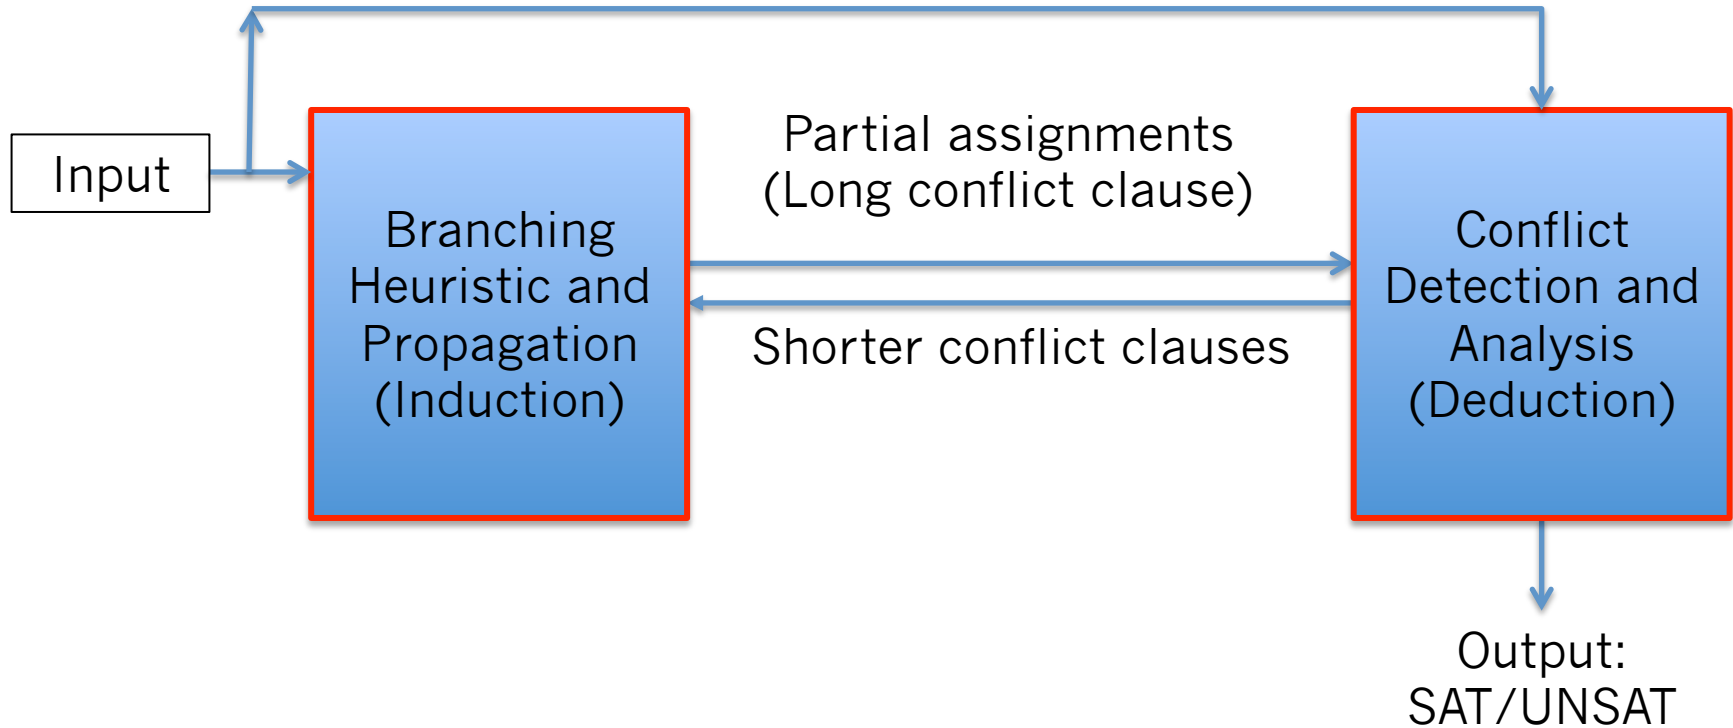 Input
Branching
Heuristic and
Propagation
(Induction)
Partial assignments
(Long conflict clause)
Shorter conflict clauses
Conflict
Detection and
Analysis
(Deduction)
Output:
SAT/UNSAT